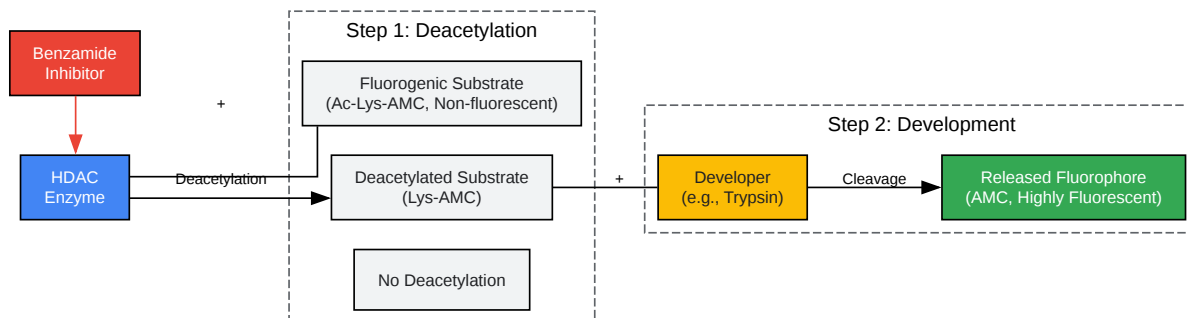 Step 1: Deacetylation
Benzamide
Inhibitor
+
Fluorogenic Substrate
(Ac-Lys-AMC, Non-fluorescent)
Step 2: Development
HDAC
Enzyme
Deacetylation
Deacetylated Substrate
(Lys-AMC)
+
Developer
(e.g., Trypsin)
Cleavage
Released Fluorophore
(AMC, Highly Fluorescent)
No Deacetylation